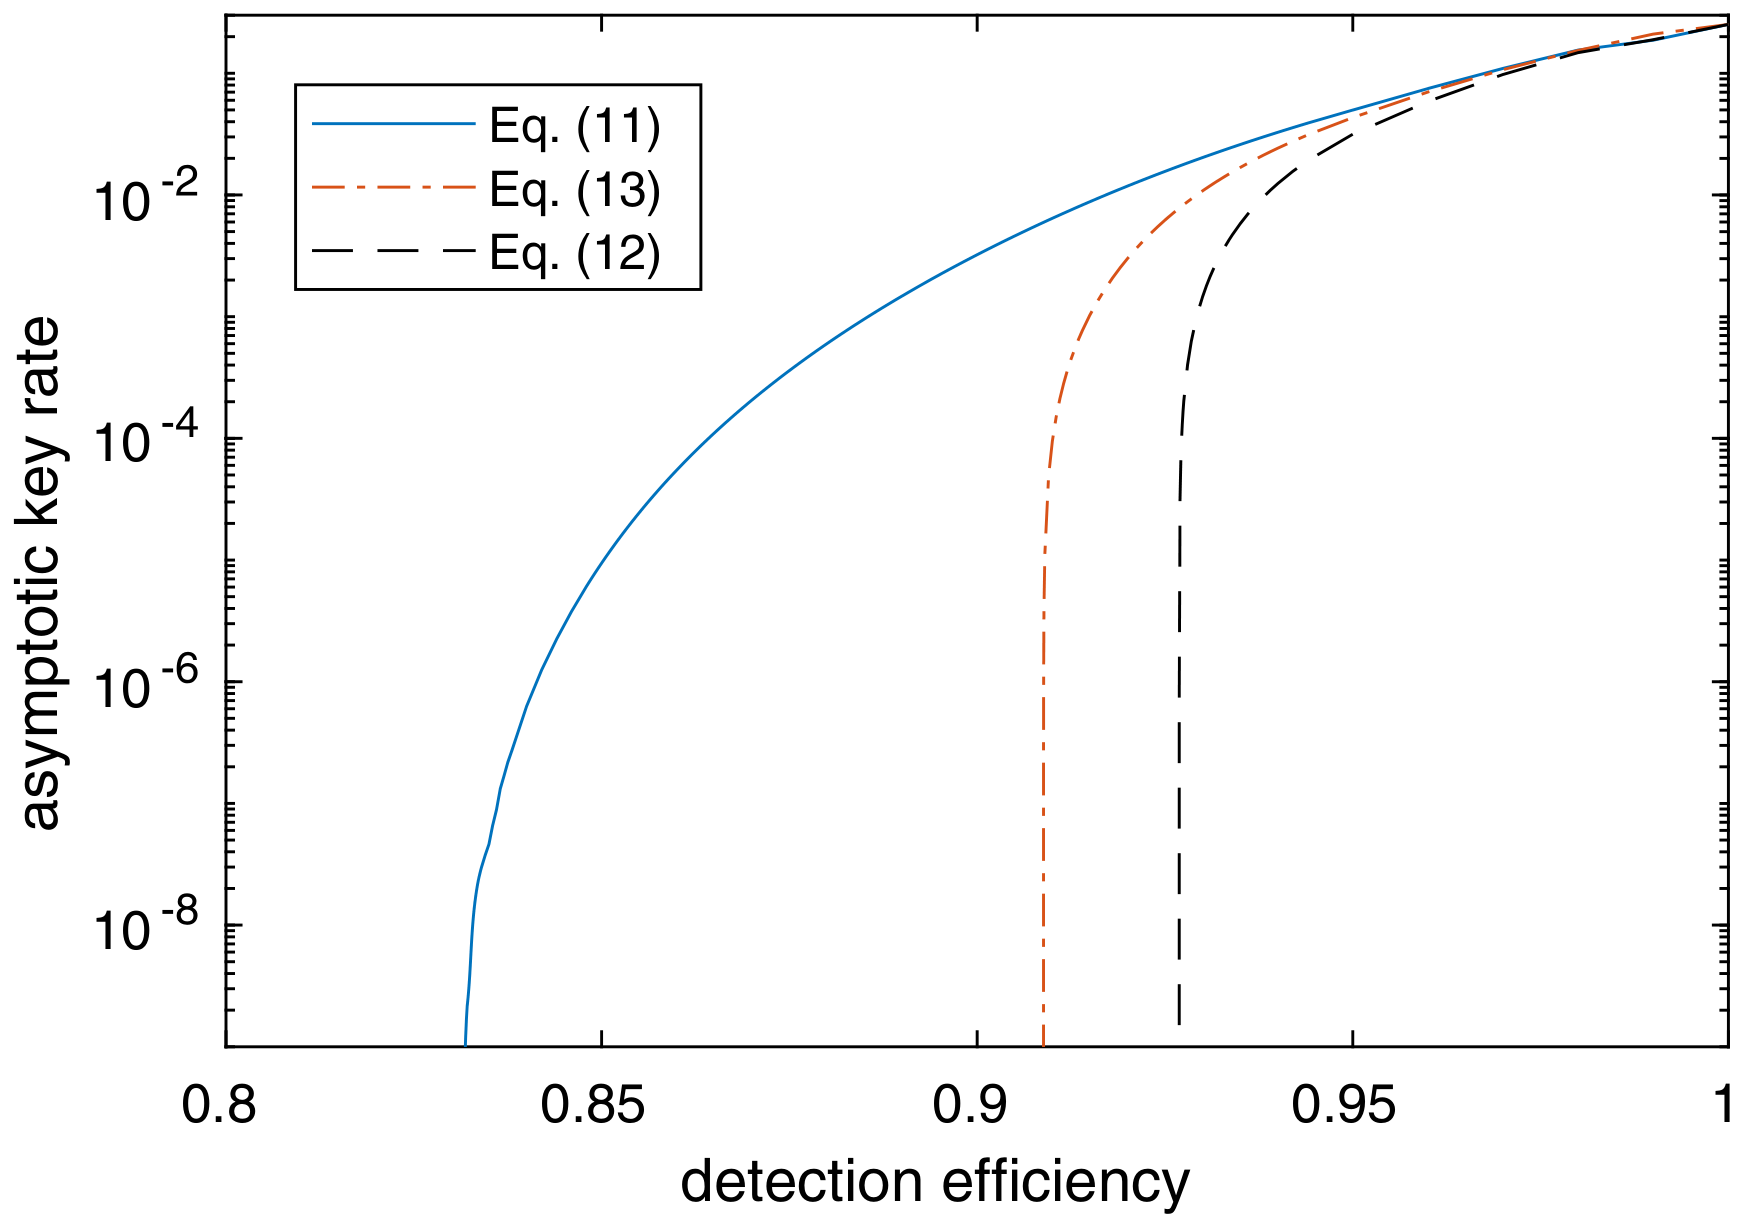 Eq. (11)
Eq. (13)
Eq. (12)
asymptotic key rate
10-2
10-4
10-6
10-8
0.8 0.85 0.9 0.95 1
detection efficiency